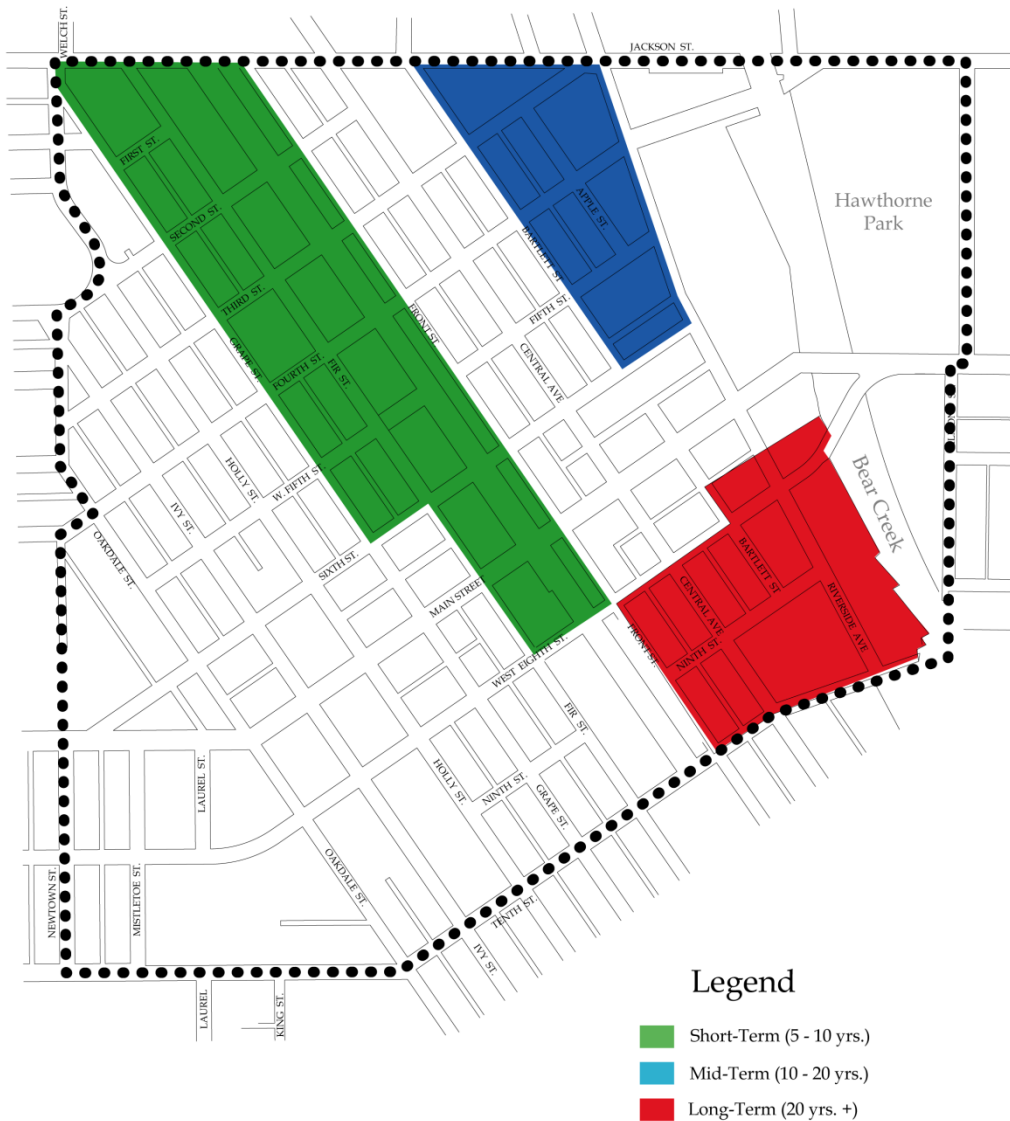 WELCH ST.
JACKSON ST.
FIRST ST.
Hawthorne
Park
APPLE ST.
SECOND ST.
BARTLETT ST
THIRD ST.
FIFTH ST.
FRONT ST.
GRAPE ST.
FOURTH ST.
FIR ST.
CENTRAL AVE
HOLLY ST.
W. FIFTH ST.
IVY ST.
Bear Creek
OAKDALE ST.
SIXTH ST.
BARTLETT ST
MAIN STREET
CENTRAL AVE
RIVERSIDE AVE
FRONT ST.
NINTH ST.
WEST EIGHTH ST.
FIR ST.
HOLLY ST.
LAUREL ST.
NINTH ST.
GRAPE ST.
OAKDALE ST.
NEWTOWN ST.
MISTLETOE ST.
TENTH ST.
IVY ST.
LAUREL
KING ST.
Legend
Short-Term (5 - 10 yrs.)
Mid-Term (10 - 20 yrs.)
Long-Term (20 yrs. +)